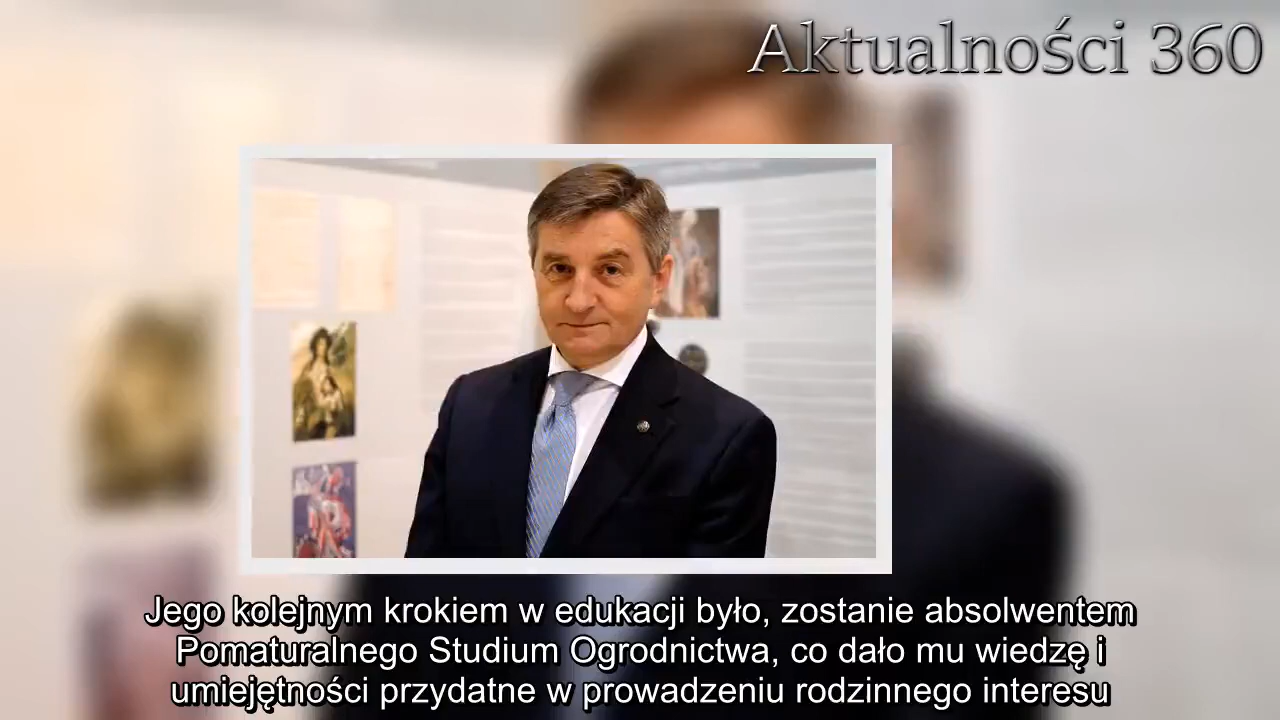 Aktualności 360
Jego kolejnym krokiem w edukacji było, zostanie absolwentem
Pomaturalnego Studium Ogrodnictwa, co dało mu wiedzę i
umiejętności przydatne w prowadzeniu rodzinnego interesu